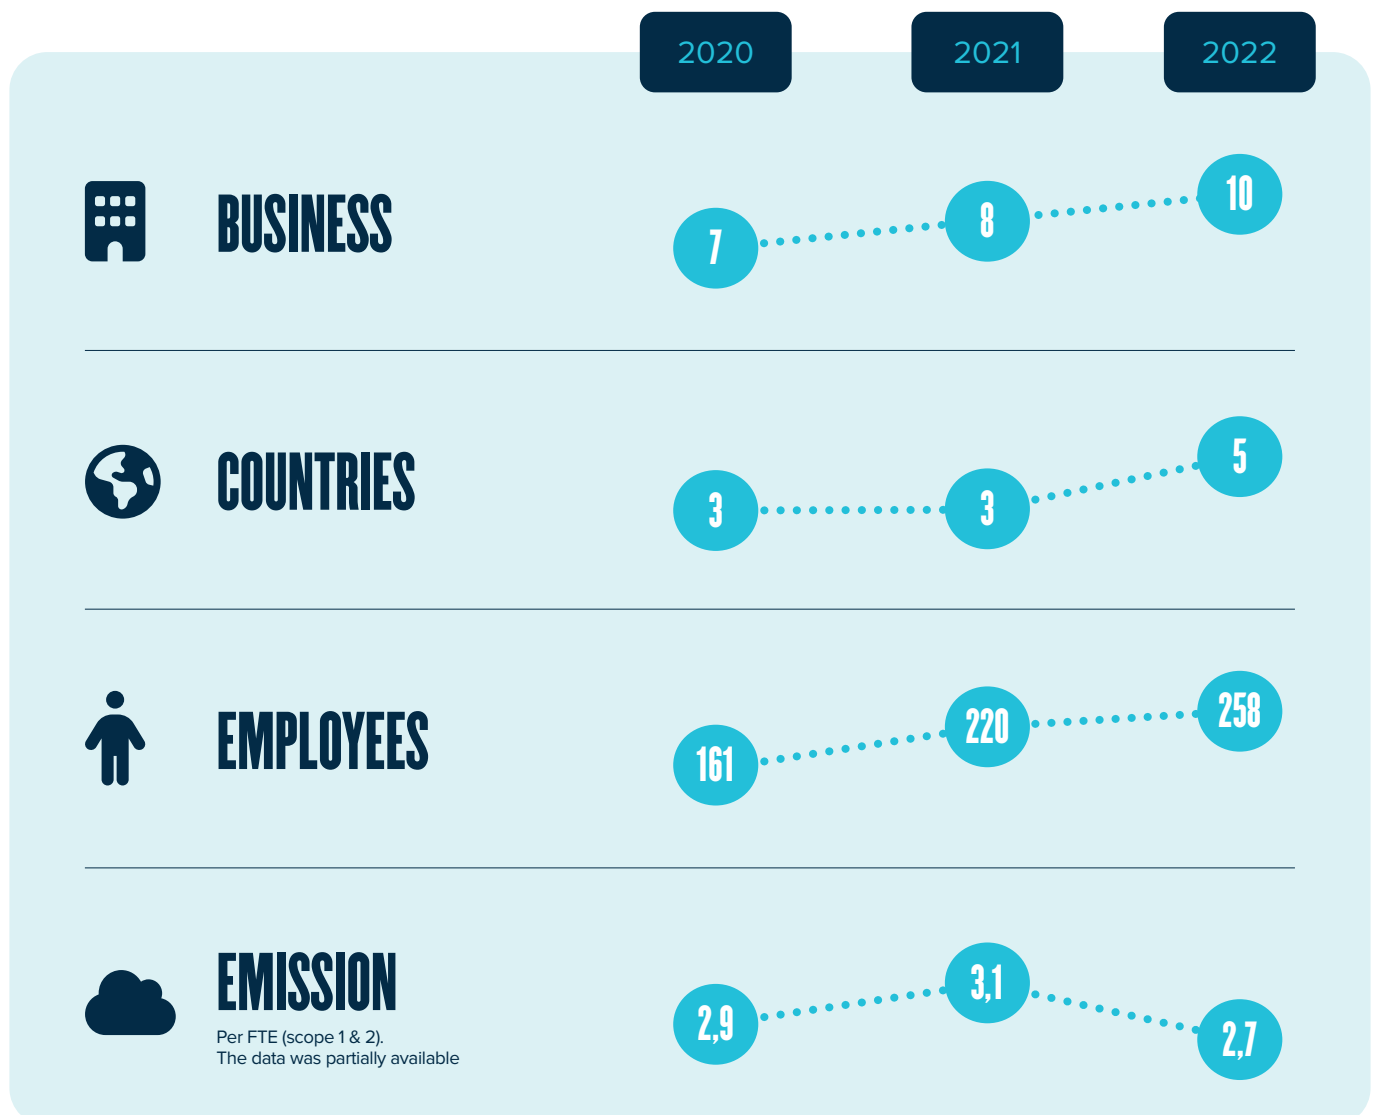 2020 2021 2022
BUSINESS 7 8 10
COUNTRIES 3 3 5
EMPLOYEES 161 220 258
EMISSION 2,9 3,1 2,7
Per FTE (scope 1 & 2).
The data was partially available